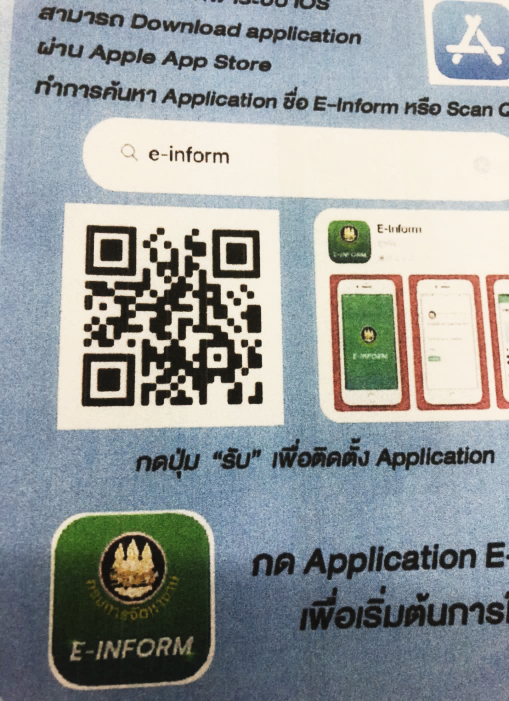 iOS
สามารถ Download application
ผ่าน Apple App Store
ทำการค้นหา Application ชื่อ E-Inform หรือ Scan
e-inform
E-Inform
E-INFORM
E-INFORM
กดปุ่ม “รับ” เพื่อติดตั้ง Application
กด Application E-
เพื่อเริ่มต้นการ
กรมการจัดหางาน
E-INFORM